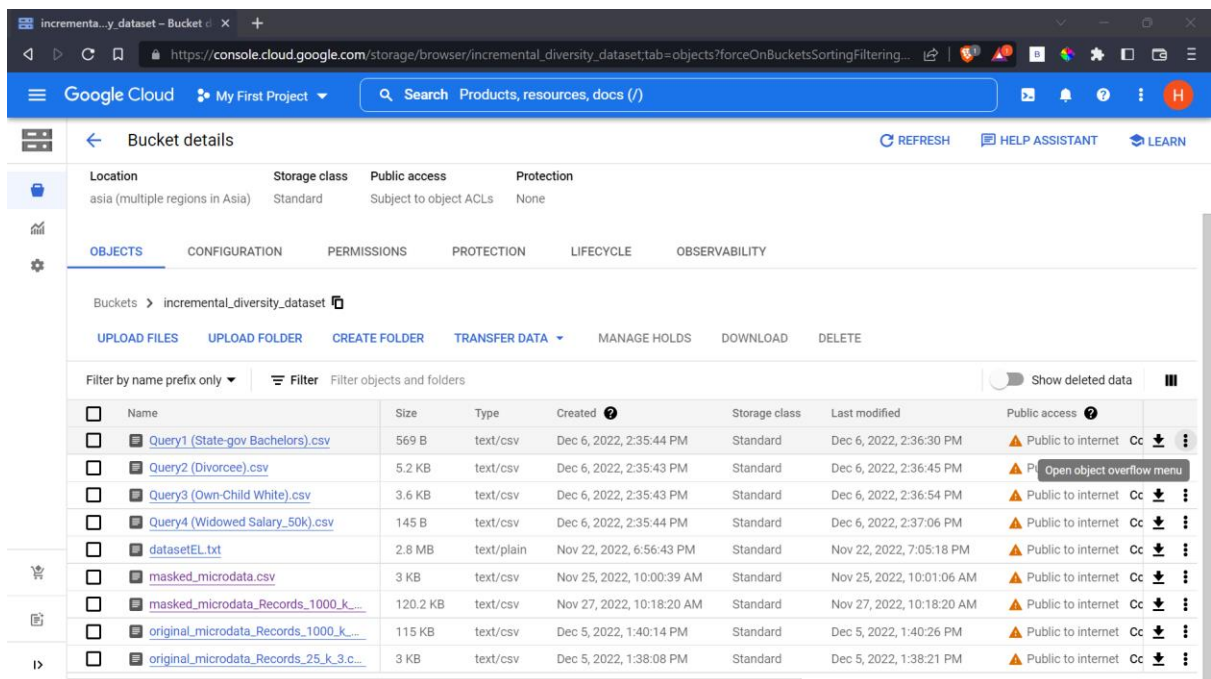 incrementa...y_dataset – Bucket d
https://console.cloud.google.com/storage/browser/incremental_diversity_dataset;tab=objects?forceOnBucketsSortingFiltering...
Google Cloud My First Project Search Products, resources, docs (/) H
Bucket details REFRESH HELP ASSISTANT LEARN
Location Storage class Public access Protection
asia (multiple regions in Asia) Standard Subject to object ACLs None
OBJECTS CONFIGURATION PERMISSIONS PROTECTION LIFECYCLE OBSERVABILITY
Buckets > incremental_diversity_dataset
UPLOAD FILES UPLOAD FOLDER CREATE FOLDER TRANSFER DATA MANAGE HOLDS DOWNLOAD DELETE
Filter by name prefix only Filter Filter objects and folders Show deleted data
Name Size Type Created Storage class Last modified Public access
Query1 (State-gov Bachelors).csv 569 B text/csv Dec 6, 2022, 2:35:44 PM Standard Dec 6, 2022, 2:36:30 PM Public to internet Cc
Query2 (Divorcee).csv 5.2 KB text/csv Dec 6, 2022, 2:35:43 PM Standard Dec 6, 2022, 2:36:45 PM Open object overflow menu
Query3 (Own-Child White).csv 3.6 KB text/csv Dec 6, 2022, 2:35:43 PM Standard Dec 6, 2022, 2:36:54 PM Public to internet Cc
Query4 (Widowed Salary_50k).csv 145 B text/csv Dec 6, 2022, 2:35:44 PM Standard Dec 6, 2022, 2:37:06 PM Public to internet Cc
datasetEL.txt 2.8 MB text/plain Nov 22, 2022, 6:56:43 PM Standard Nov 22, 2022, 7:05:18 PM Public to internet Cc
masked_microdata.csv 3 KB text/csv Nov 25, 2022, 10:00:39 AM Standard Nov 25, 2022, 10:01:06 AM Public to internet Cc
masked_microdata_Records_1000_k_... 120.2 KB text/csv Nov 27, 2022, 10:18:20 AM Standard Nov 27, 2022, 10:18:20 AM Public to internet Cc
original_microdata_Records_1000_k_... 115 KB text/csv Dec 5, 2022, 1:40:14 PM Standard Dec 5, 2022, 1:40:26 PM Public to internet Cc
original_microdata_Records_25_k_3.c... 3 KB text/csv Dec 5, 2022, 1:38:08 PM Standard Dec 5, 2022, 1:38:21 PM Public to internet Cc